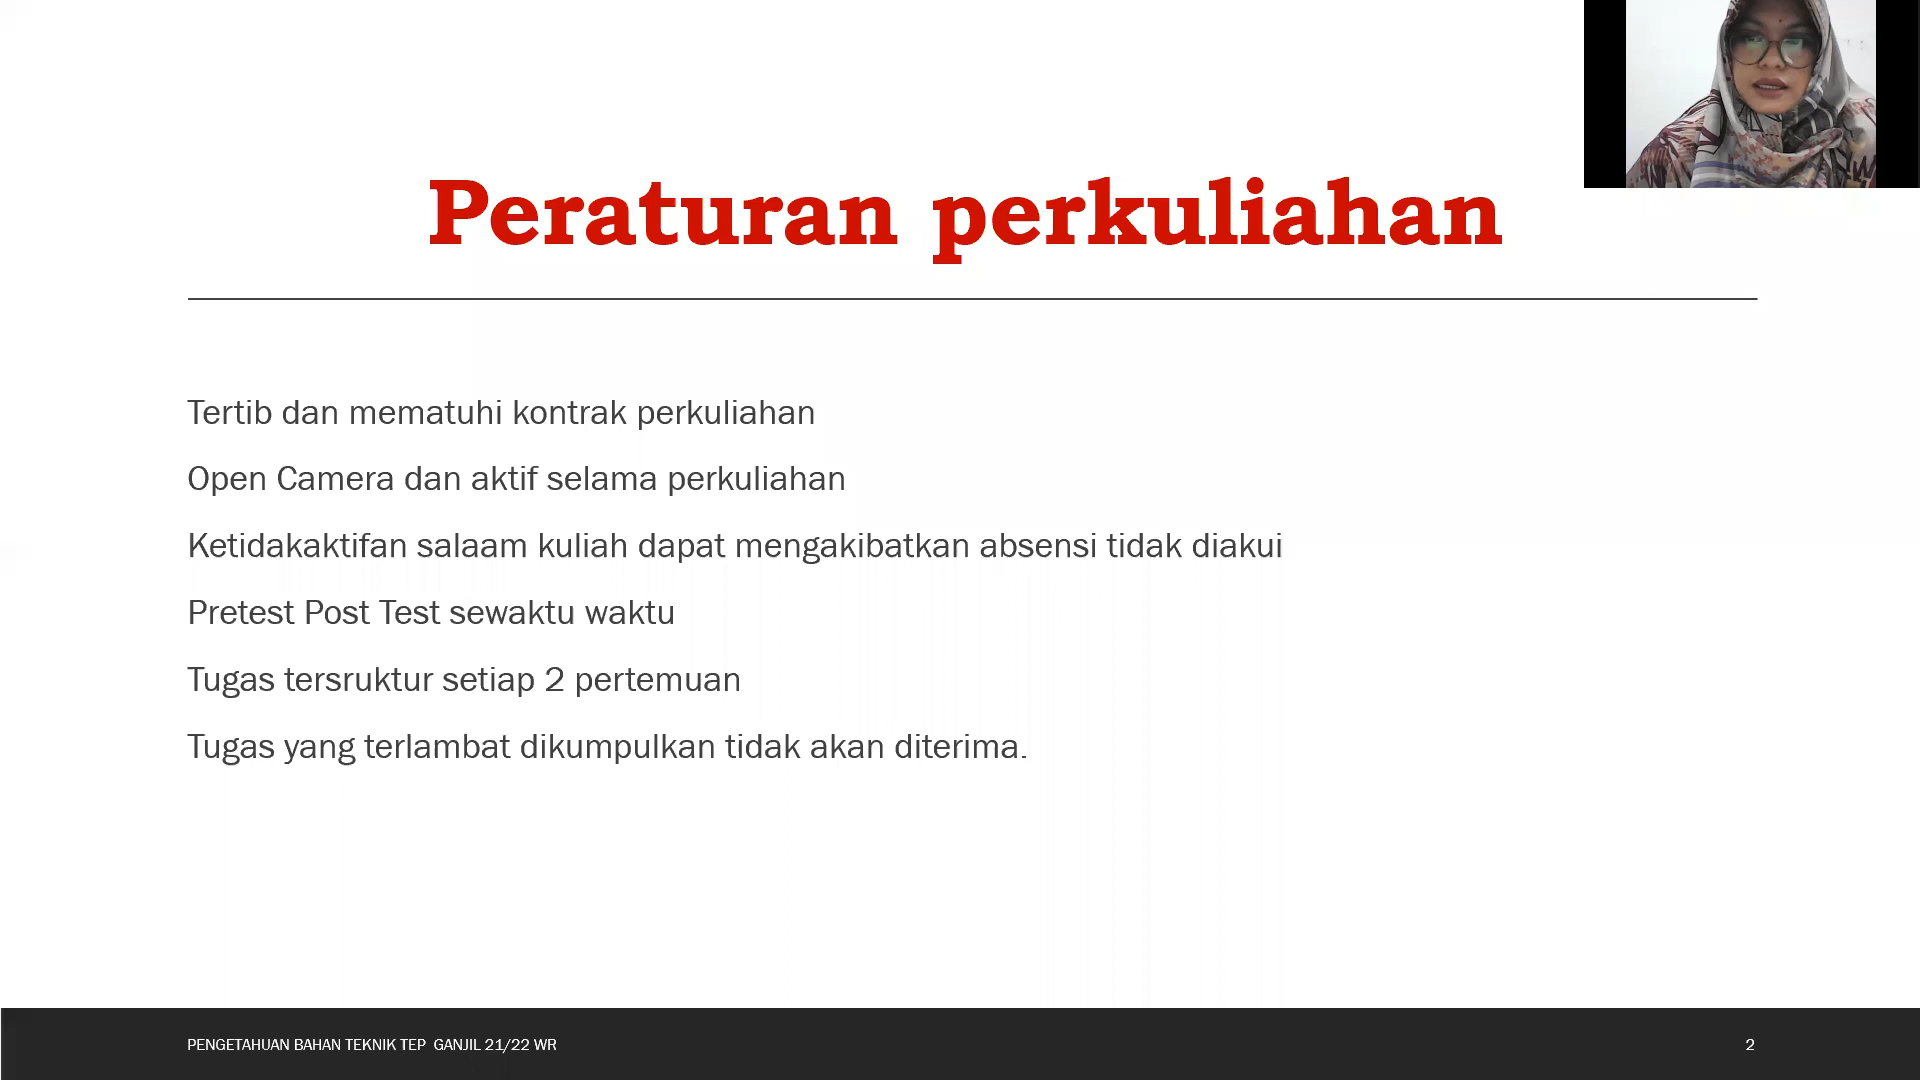 Peraturan perkuliahan
Tertib dan mematuhi kontrak perkuliahan
Open Camera dan aktif selama perkuliahan
Ketidakaktifan salaam kuliah dapat mengakibatkan absensi tidak diakui
Pretest Post Test sewaktu waktu
Tugas tersruktur setiap 2 pertemuan
Tugas yang terlambat dikumpulkan tidak akan diterima.
PENGETAHUAN BAHAN TEKNIK TEP GANJIL 21/22 WR
2